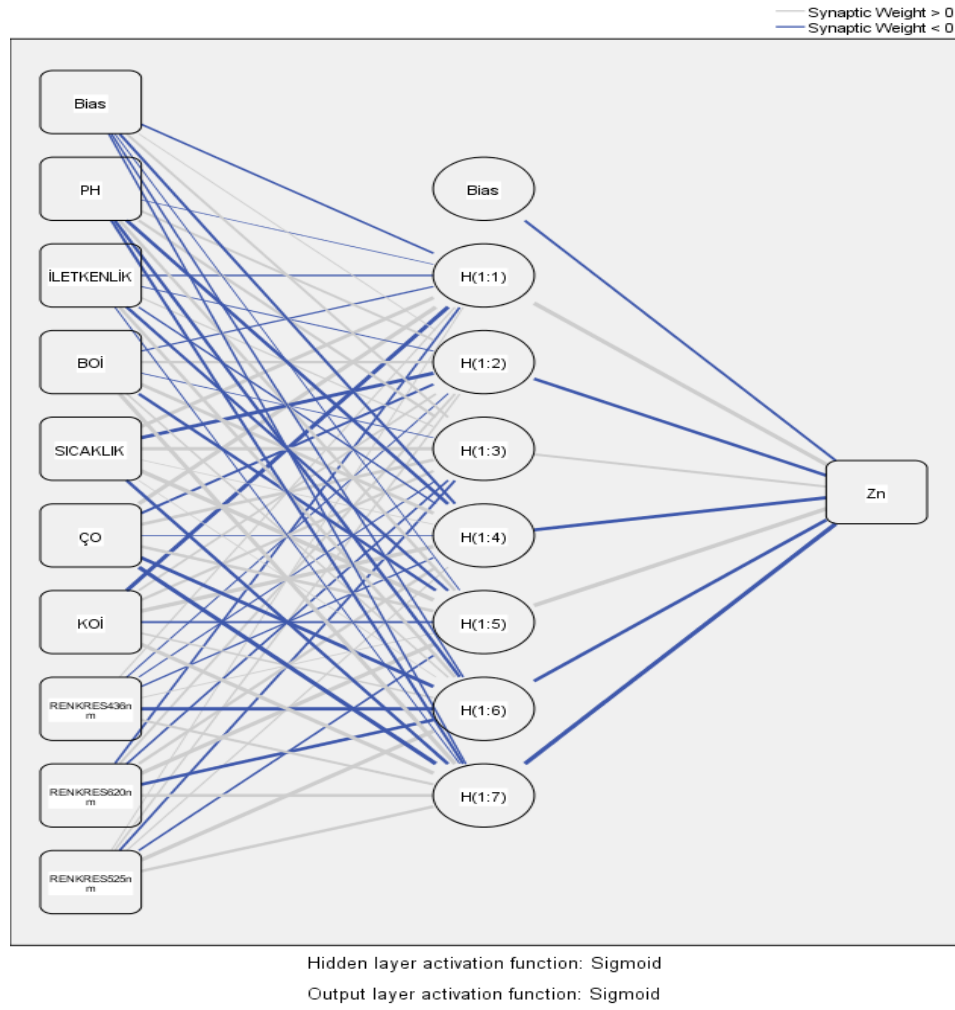 Synaptic Weight > 0
Synaptic Weight < 0
Bias
PH
İLETKENLİK
BOİ
SICAKLIK
ÇO
KOİ
RENKRES436n
m
RENKRES620n
m
RENKRES525n
m
Bias
H(1:1)
H(1:2)
H(1:3)
H(1:4)
H(1:5)
H(1:6)
H(1:7)
Zn
Hidden layer activation function: Sigmoid
Output layer activation function: Sigmoid